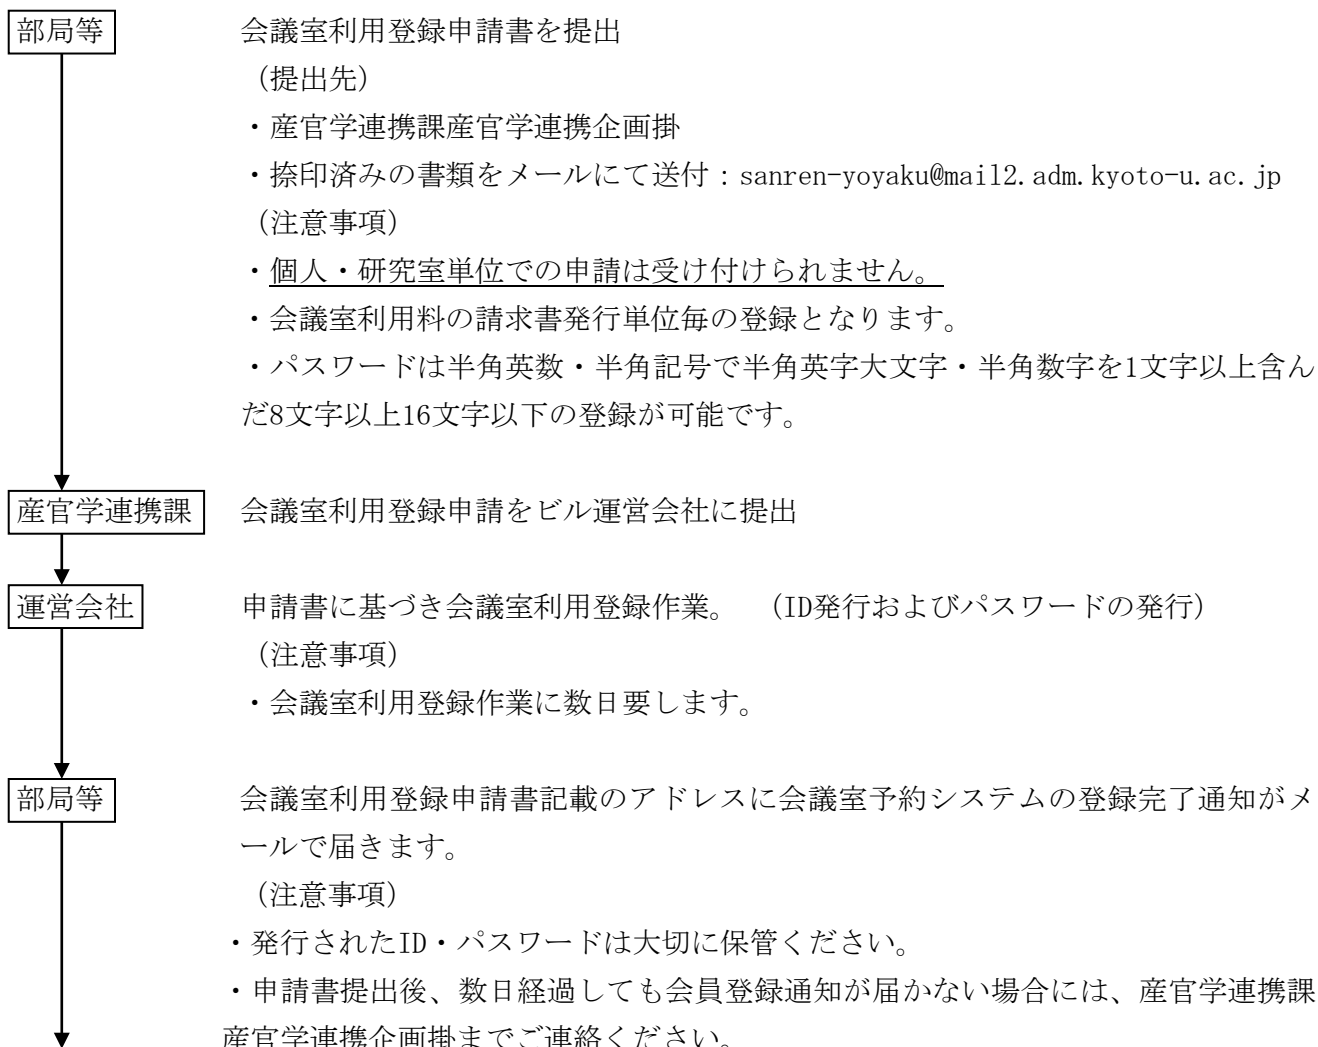 部局等 会議室利用登録申請書を提出
（提出先）
・産官学連携課産官学連携企画掛
・捺印済みの書類をメールにて送付：sanren-yoyaku@mail2.adm.kyoto-u.ac.jp
（注意事項）
・個人・研究室単位での申請は受け付けられません。
・会議室利用料の請求書発行単位毎の登録となります。
・パスワードは半角英数・半角記号で半角英字大文字・半角数字を1文字以上含ん
だ8文字以上16文字以下の登録が可能です。
産官学連携課 会議室利用登録申請をビル運営会社に提出
運営会社 申請書に基づき会議室利用登録作業。 （ID発行およびパスワードの発行）
（注意事項）
・会議室利用登録作業に数日要します。
部局等 会議室利用登録申請書記載のアドレスに会議室予約システムの登録完了通知がメ
ールで届きます。
（注意事項）
・発行されたID・パスワードは大切に保管ください。
・申請書提出後、数日経過しても会員登録通知が届かない場合には、産官学連携課
産官学連携企画掛までご連絡ください。